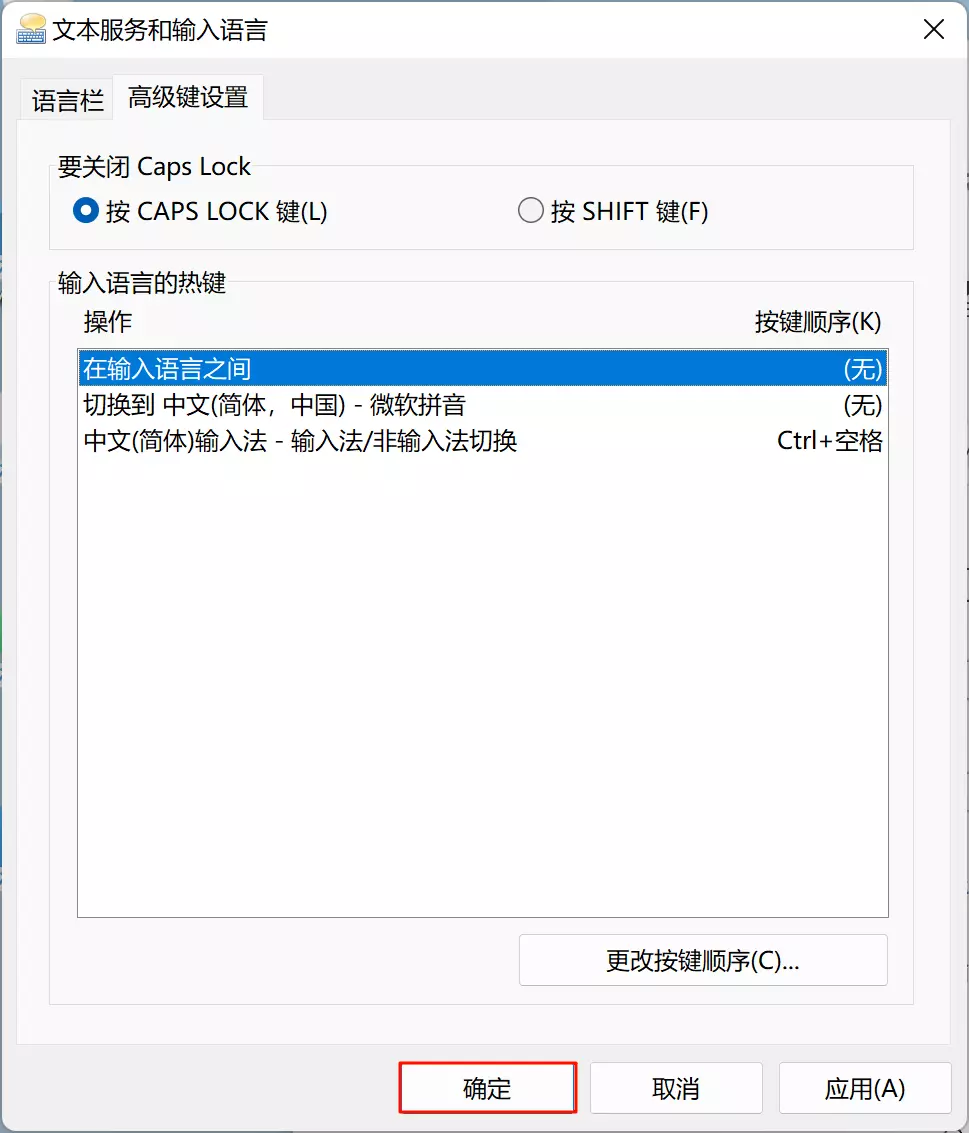 文本服务和输入语言
语言栏 高级键设置
要关闭 Caps Lock
按 CAPS LOCK 键(L) 按 SHIFT 键(F)
输入语言的热键
操作 按键顺序(K)
在输入语言之间 (无)
切换到 中文(简体，中国) - 微软拼音 (无)
中文(简体)输入法 - 输入法/非输入法切换 Ctrl+空格
更改按键顺序(C)...
确定 取消 应用(A)